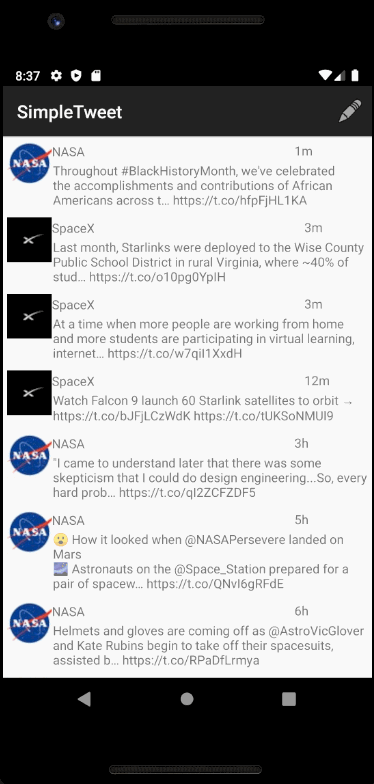 8:37
SimpleTweet
NASA 1m
Throughout #BlackHistoryMonth, we've celebrated
the accomplishments and contributions of African
Americans across t... https://t.co/hfpFjHL1KA
SpaceX 3m
Last month, Starlinks were deployed to the Wise County
Public School District in rural Virginia, where ~40% of
stud... https://t.co/o10pg0YpIH
SpaceX 3m
At a time when more people are working from home
and more students are participating in virtual learning,
internet... https://t.co/w7qiI1XxdH
SpaceX 12m
Watch Falcon 9 launch 60 Starlink satellites to orbit →
https://t.co/bJFjLCzWdK https://t.co/tUKSoNMUI9
NASA 3h
"I came to understand later that there was some
skepticism that I could do design engineering...So, every
hard prob... https://t.co/qI2ZCFZDF5
NASA 5h
😮 How it looked when @NASAPersevere landed on
Mars
🌌 Astronauts on the @Space_Station prepared for a
pair of spacew... https://t.co/QNvI6gRFdE
NASA 6h
Helmets and gloves are coming off as @AstroVicGlover
and Kate Rubins begin to take off their spacesuits,
assisted b... https://t.co/RPaDfLrmya